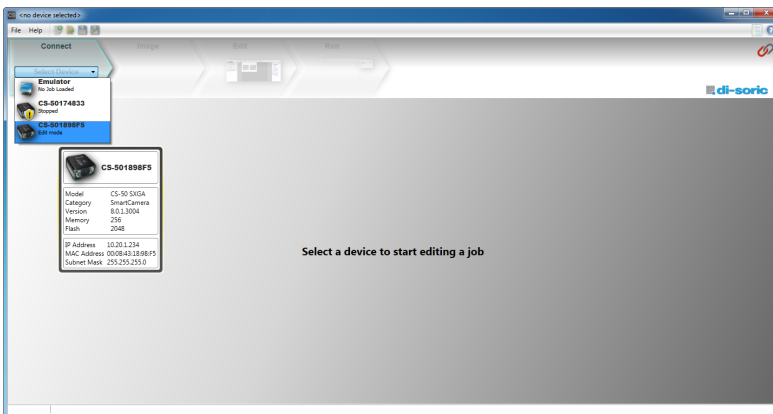 <no device selected>
File Help
Connect
Image
Edit
Run
Select Device
di-soric
Emulator
No Job Loaded
CS-50174833
Stopped
CS-501898F5
Edit mode
CS-501898F5
Model CS-50 SXGA
Category SmartCamera
Version 8.0.1.3004
Memory 256
Flash 2048
IP Address 10.20.1.234
MAC Address 00:08:43:18:98:F5
Subnet Mask 255.255.255.0
Select a device to start editing a job